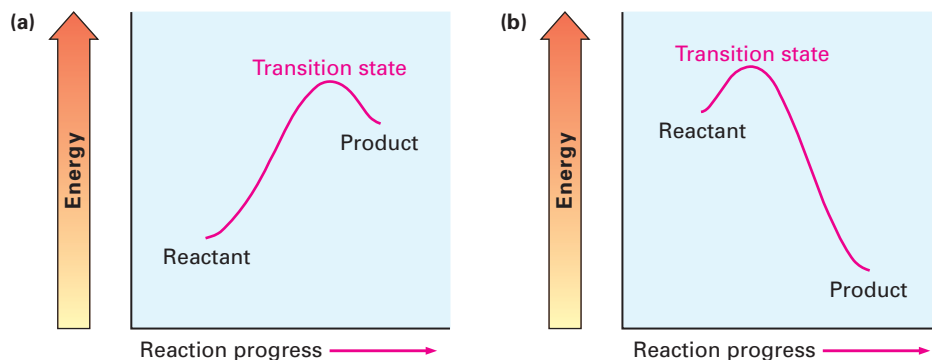 (a)
Energy
Transition state
Product
Reactant
Reaction progress
(b)
Energy
Transition state
Reactant
Product
Reaction progress